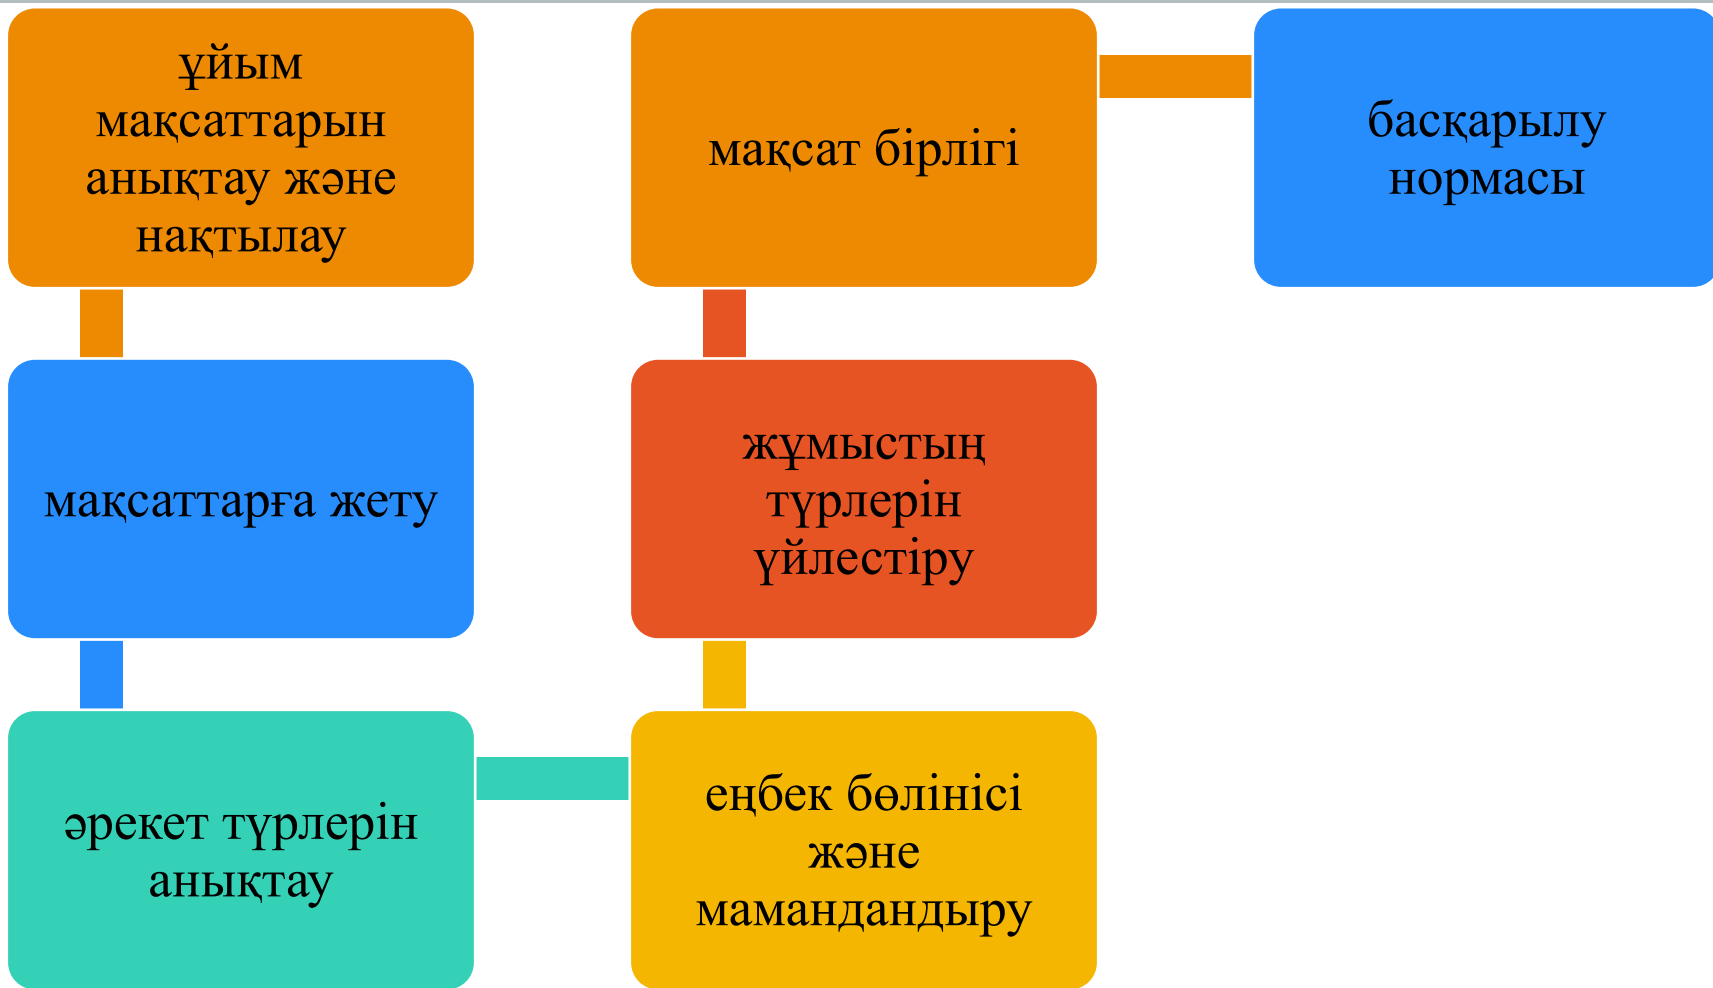 ұйым
мақсаттарын
анықтау және
нақтылау
мақсаттарға жету
әрекет түрлерін
анықтау
еңбек бөлінісі
және
мамандандыру
жұмыстың
түрлерін
үйлестіру
мақсат бірлігі
басқарылу
нормасы